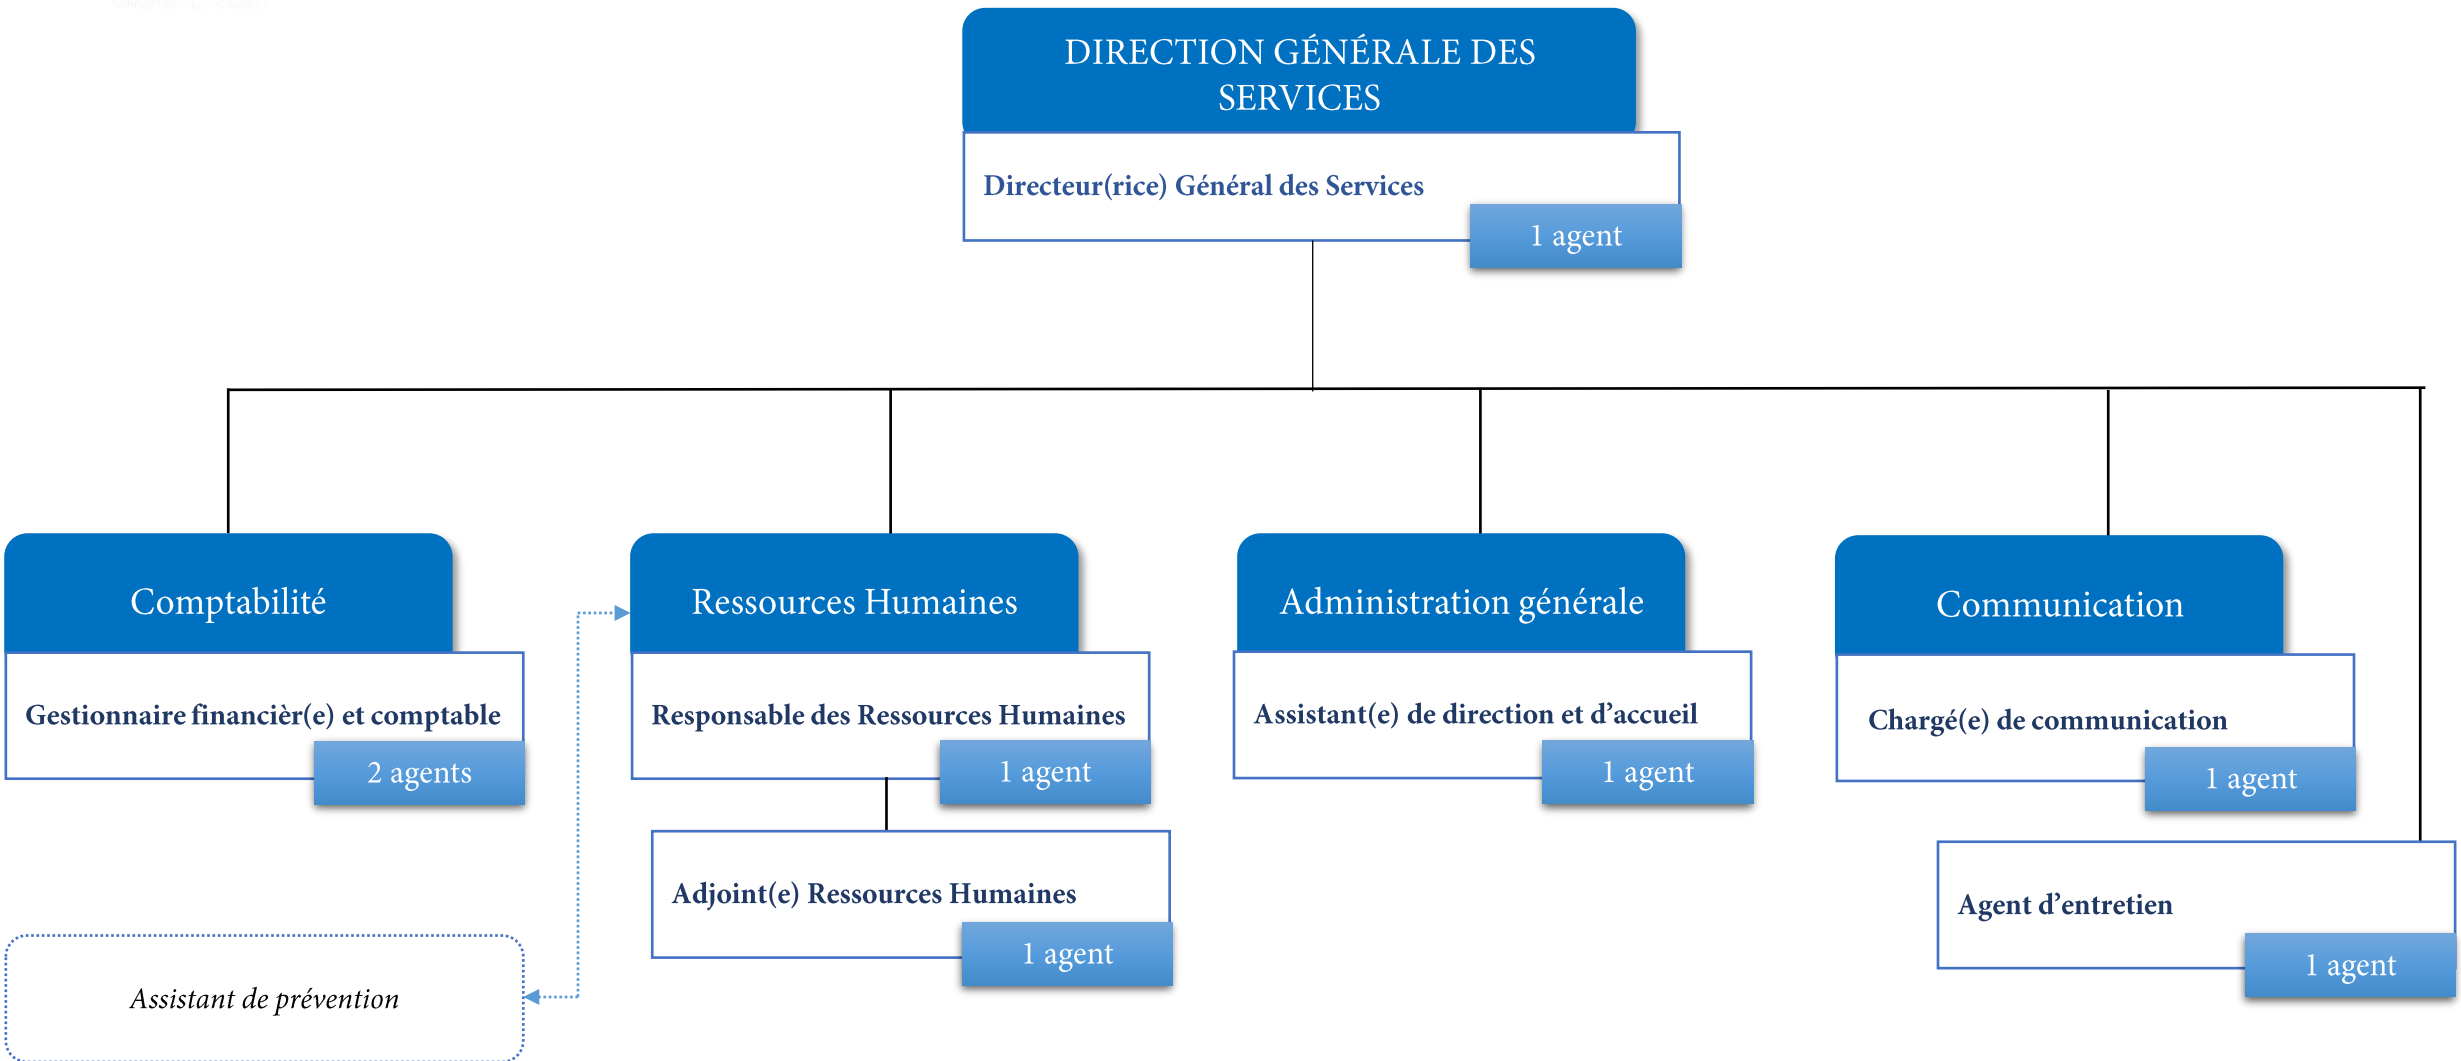 DIRECTION GÉNÉRALE DES
SERVICES
Directeur(rice) Général des Services
1 agent
Comptabilité
Gestionnaire financièr(e) et comptable
2 agents
Ressources Humaines
Responsable des Ressources Humaines
1 agent
Adjoint(e) Ressources Humaines
1 agent
Administration générale
Assistant(e) de direction et d’accueil
1 agent
Communication
Chargé(e) de communication
1 agent
Agent d’entretien
1 agent
Assistant de prévention